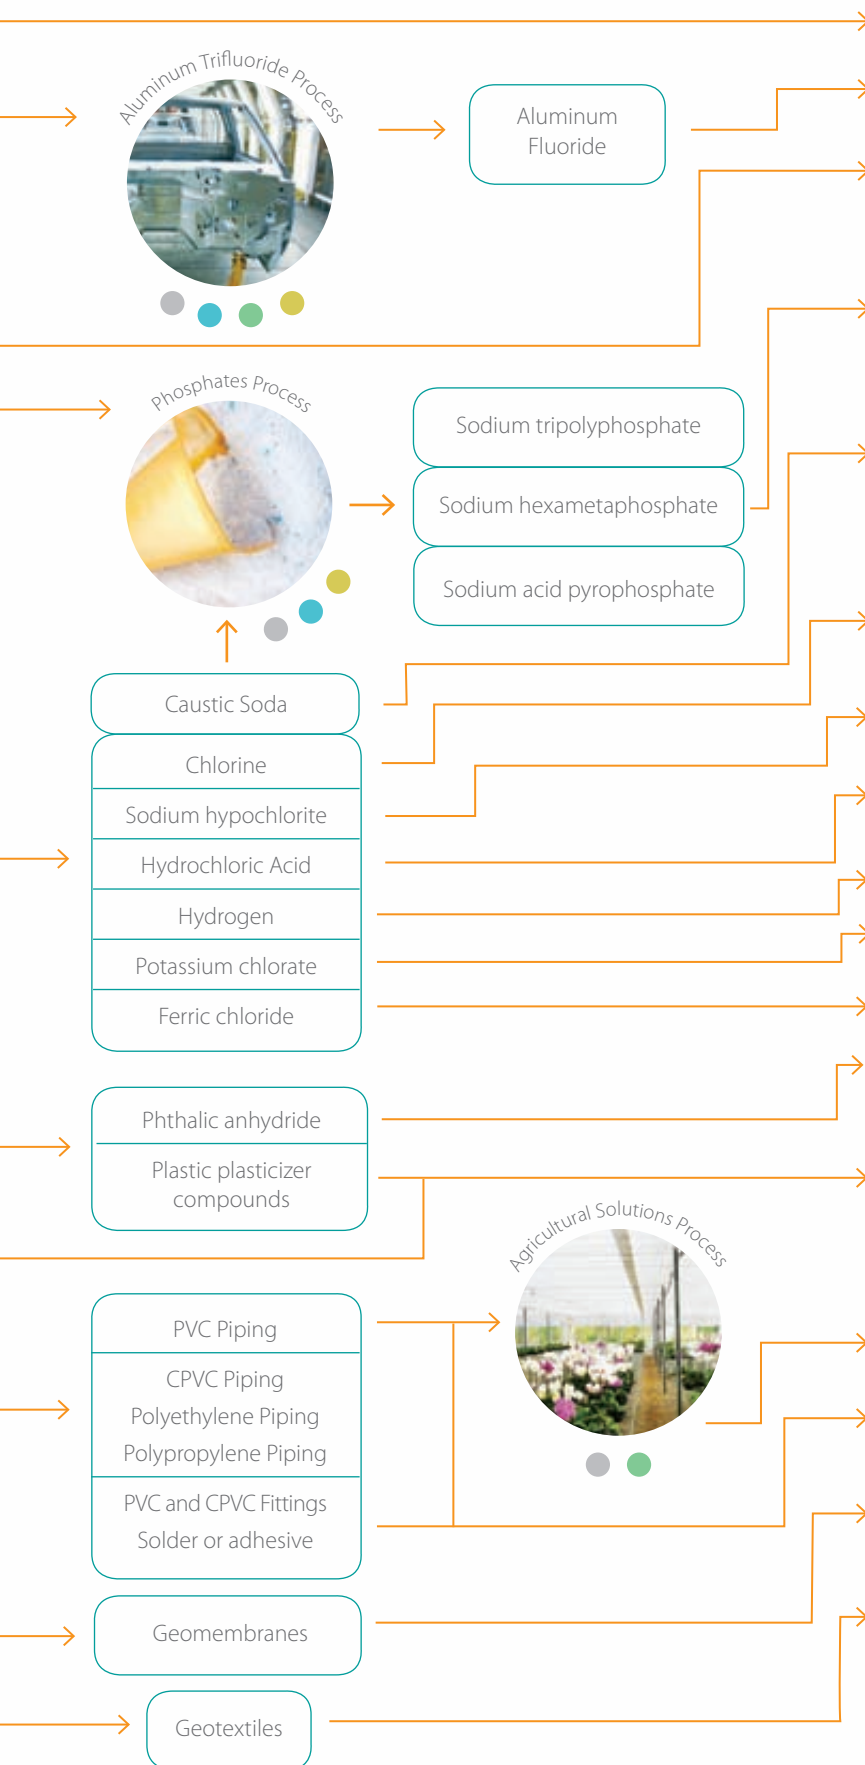 Aluminum Trifluoride Process
Aluminum
Fluoride
Phosphates Process
Sodium tripolyphosphate
Sodium hexametaphosphate
Sodium acid pyrophosphate
Caustic Soda
Chlorine
Sodium hypochlorite
Hydrochloric Acid
Hydrogen
Potassium chlorate
Ferric chloride
Phthalic anhydride
Plastic plasticizer
compounds
Agricultural Solutions Process
PVC Piping
CPVC Piping
Polyethylene Piping
Polypropylene Piping
PVC and CPVC Fittings
Solder or adhesive
Geomembranes
Geotextiles